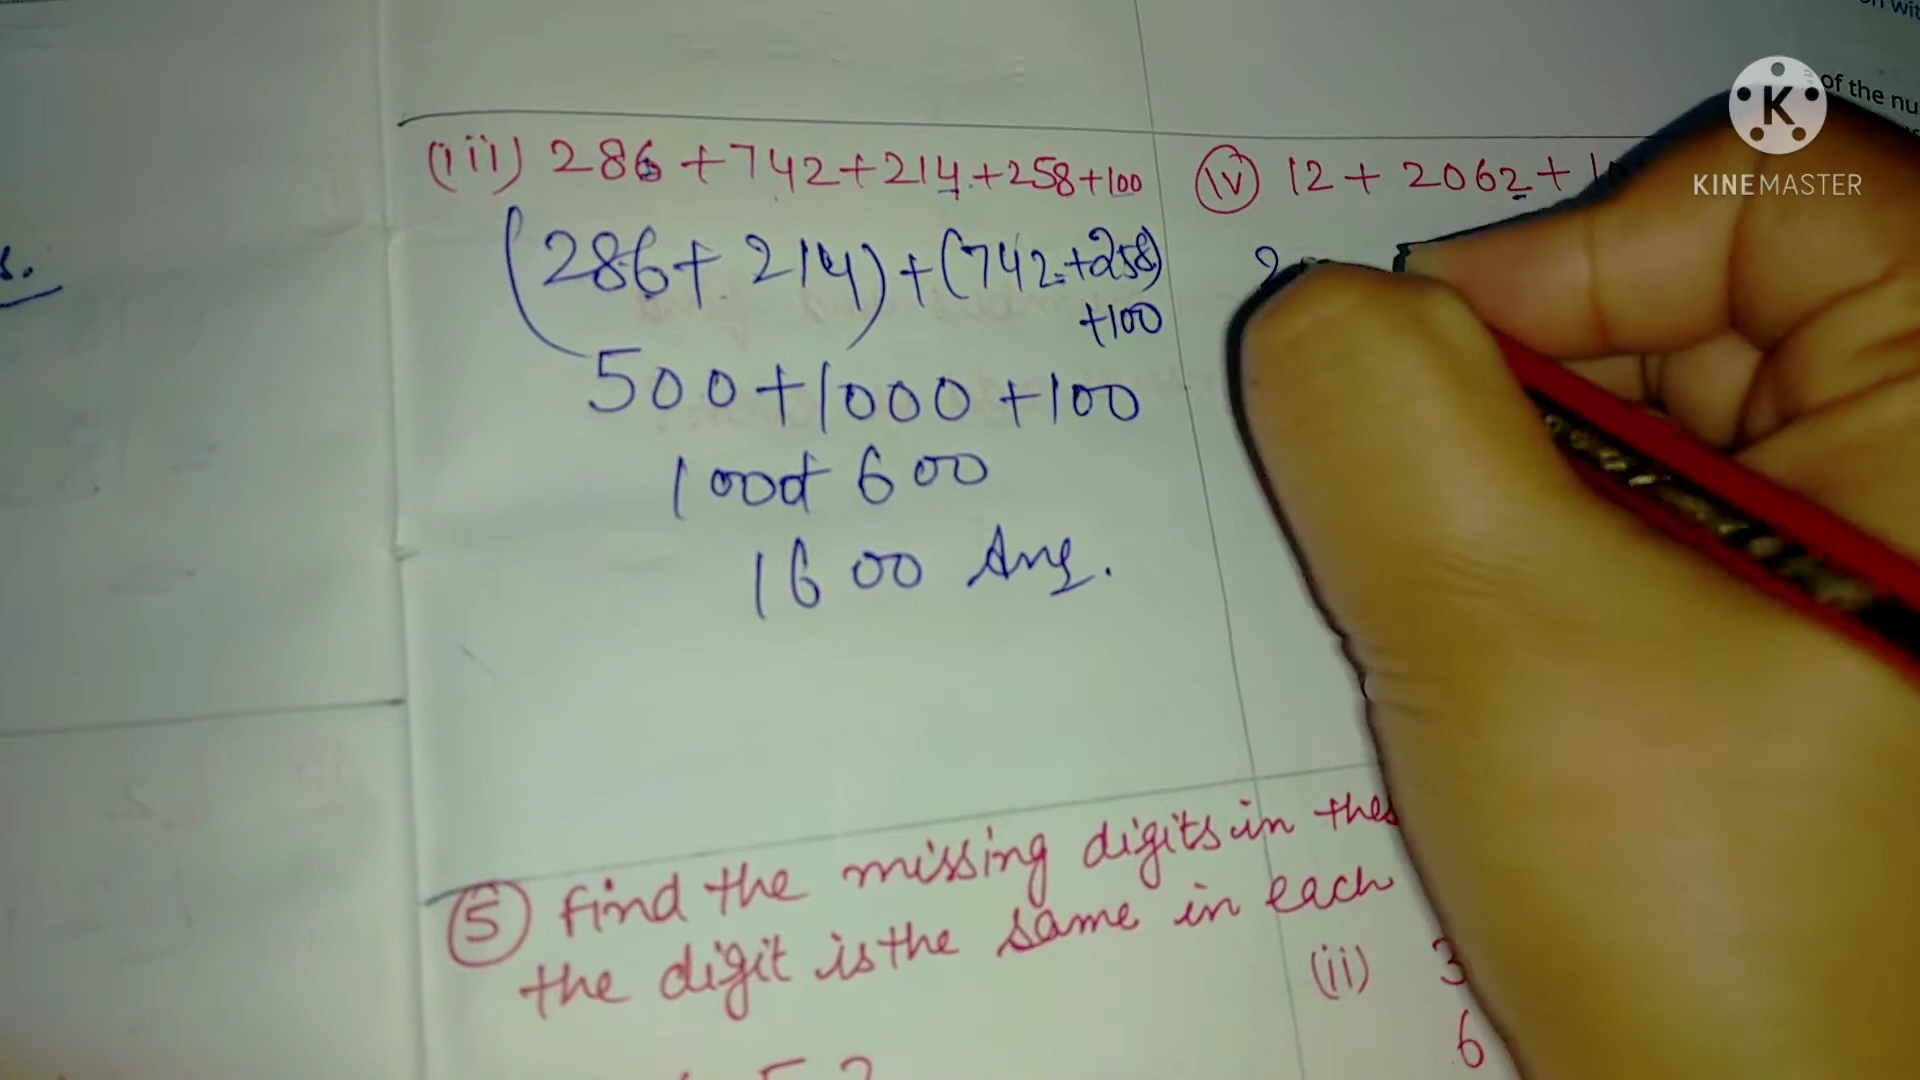 of the nu
KINEMASTER
(iii) 286 + 742 + 214 + 258 + 100
(286 + 214) + (742 + 258)
+100
500 + 1000 + 100
1000 + 600
1600 Ans.
(iv) 12 + 2062 +
(5) find the missing digits in
the digit is the same in each
(ii) 3
6